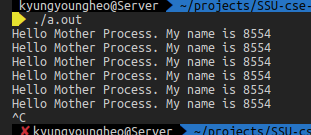 kyungyoungheo@Server ~/projects/SSU-cse-
./a.out
Hello Mother Process. My name is 8554
Hello Mother Process. My name is 8554
Hello Mother Process. My name is 8554
Hello Mother Process. My name is 8554
Hello Mother Process. My name is 8554
Hello Mother Process. My name is 8554
^C
✘ kyungyoungheo@Server ~/projects/SSU-c